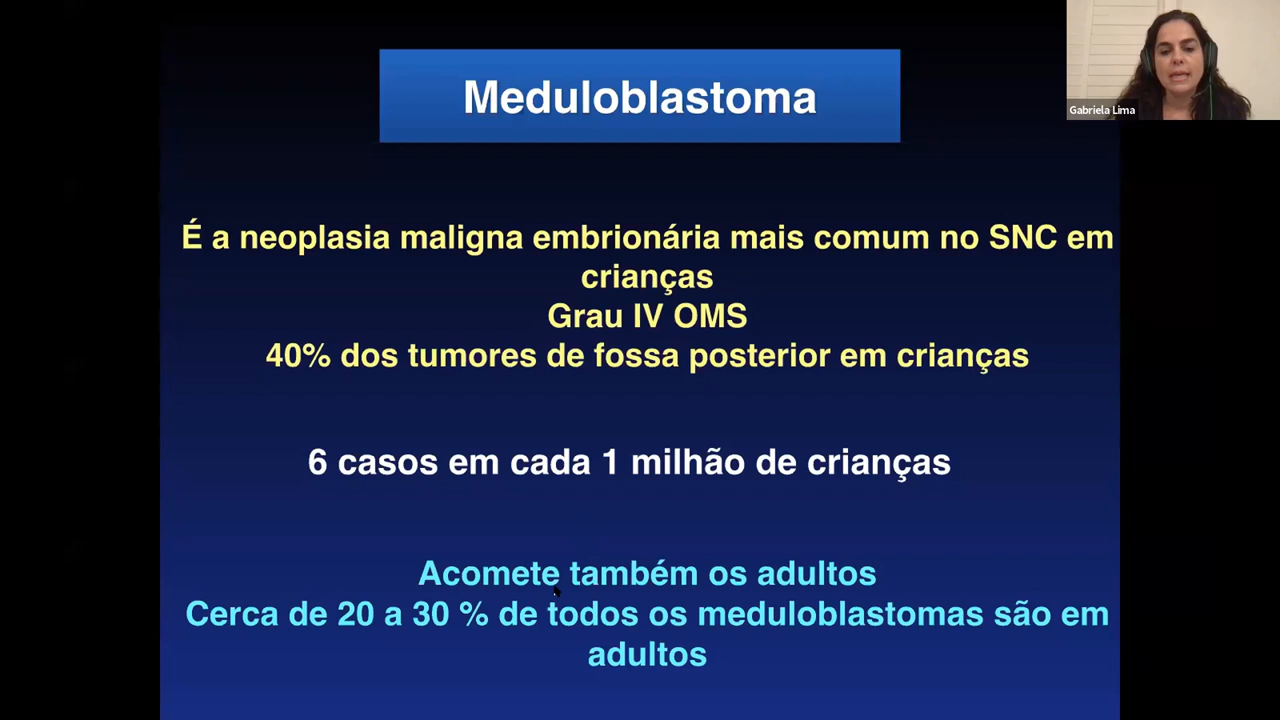 Meduloblastoma
Gabriela Lima
É a neoplasia maligna embrionária mais comum no SNC em
crianças
Grau IV OMS
40% dos tumores de fossa posterior em crianças
6 casos em cada 1 milhão de crianças
Acomete também os adultos
Cerca de 20 a 30 % de todos os meduloblastomas são em
adultos